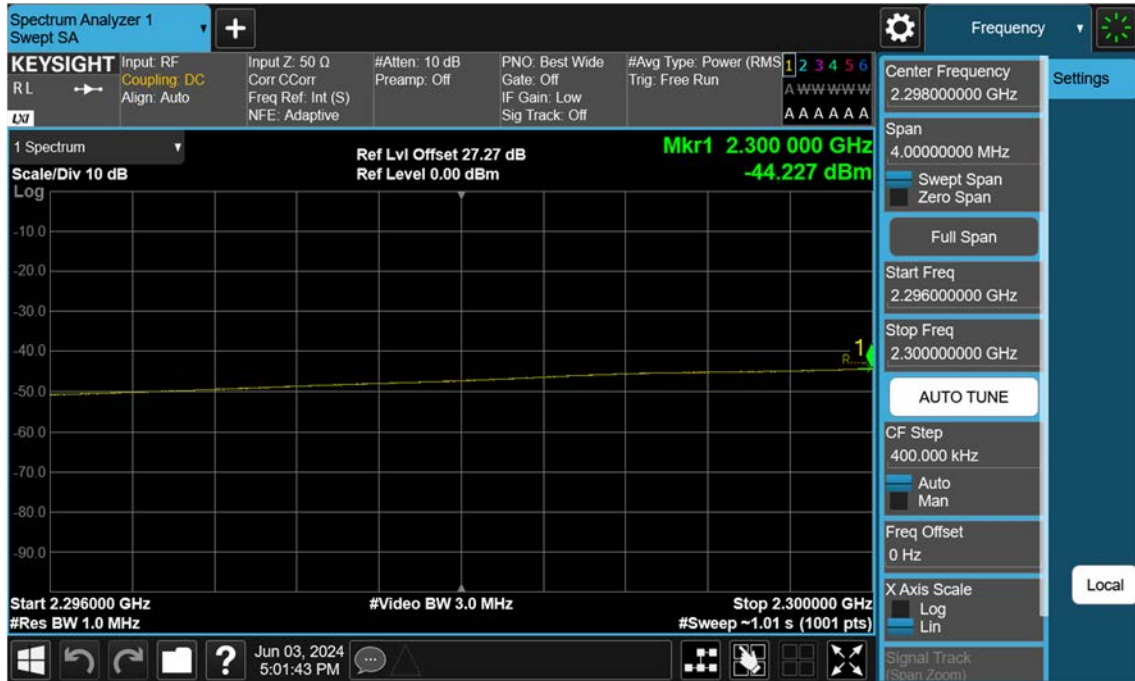 Spectrum Analyzer 1
Swept SA
Frequency
KEYSIGHT
R L
LXI
Input: RF
Coupling: DC
Align: Auto
Input Z: 50 Ω
Corr CCorr
Freq Ref: Int (S)
NFE: Adaptive
#Atten: 10 dB
Preamp: Off
PNO: Best Wide
Gate: Off
IF Gain: Low
Sig Track: Off
#Avg Type: Power (RMS
Trig: Free Run
1 2 3 4 5 6
A W W W W W
A A A A A A
1 Spectrum
Scale/Div 10 dB
Ref Lvl Offset 27.27 dB
Ref Level 0.00 dBm
Mkr1 2.300 000 GHz
-44.227 dBm
Log
-10.0
-20.0
-30.0
-40.0
-50.0
-60.0
-70.0
-80.0
-90.0
1
Start 2.296000 GHz
#Video BW 3.0 MHz
Stop 2.300000 GHz
#Res BW 1.0 MHz
#Sweep ~1.01 s (1001 pts)
Center Frequency
2.298000000 GHz
Span
4.00000000 MHz
Swept Span
Zero Span
Full Span
Start Freq
2.296000000 GHz
Stop Freq
2.300000000 GHz
AUTO TUNE
CF Step
400.000 kHz
Auto
Man
Freq Offset
0 Hz
X Axis Scale
Log
Lin
Signal Track
(Span Zoom)
Settings
Local
?
Jun 03, 2024
5:01:43 PM